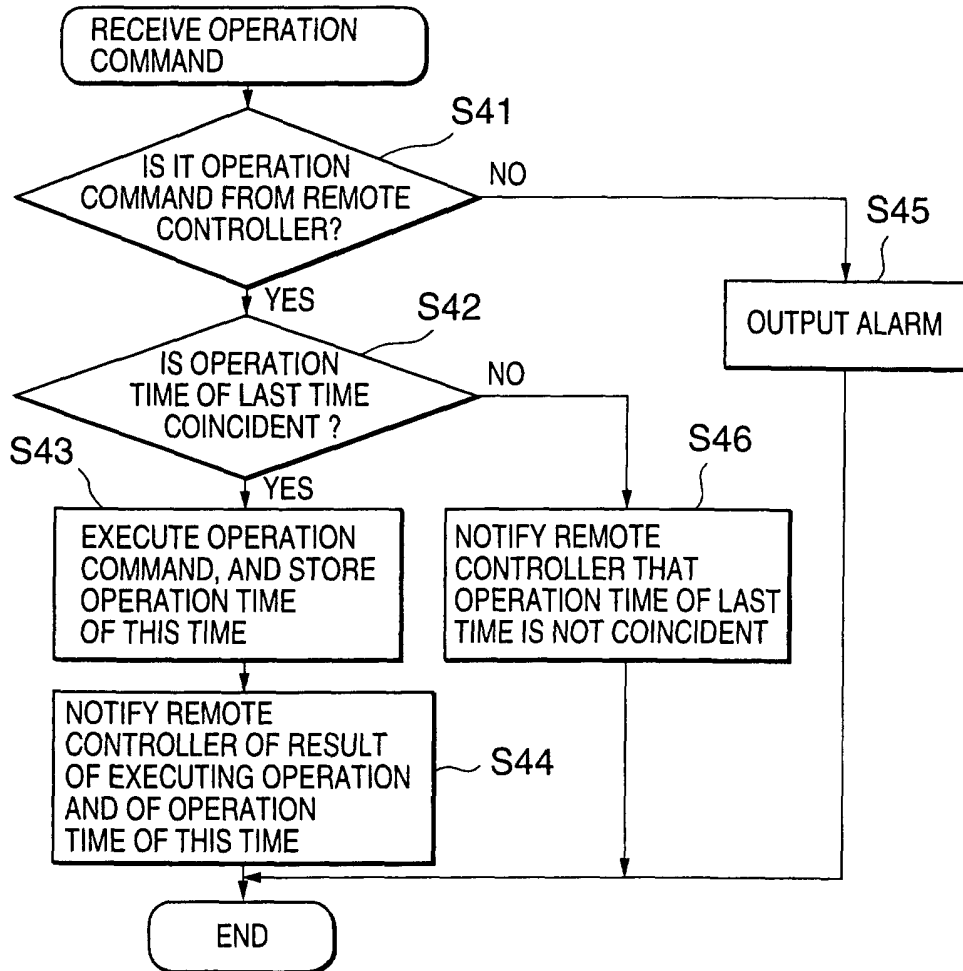 RECEIVE OPERATION
COMMAND
S41
IS IT OPERATION
COMMAND FROM REMOTE
CONTROLLER?
NO
S45
YES
OUTPUT ALARM
S42
IS OPERATION
TIME OF LAST TIME
COINCIDENT ?
NO
S43
YES
S46
EXECUTE OPERATION
COMMAND, AND STORE
OPERATION TIME
OF THIS TIME
NOTIFY REMOTE
CONTROLLER THAT
OPERATION TIME OF LAST
TIME IS NOT COINCIDENT
NOTIFY REMOTE
CONTROLLER OF RESULT
OF EXECUTING OPERATION
AND OF OPERATION
TIME OF THIS TIME
S44
END